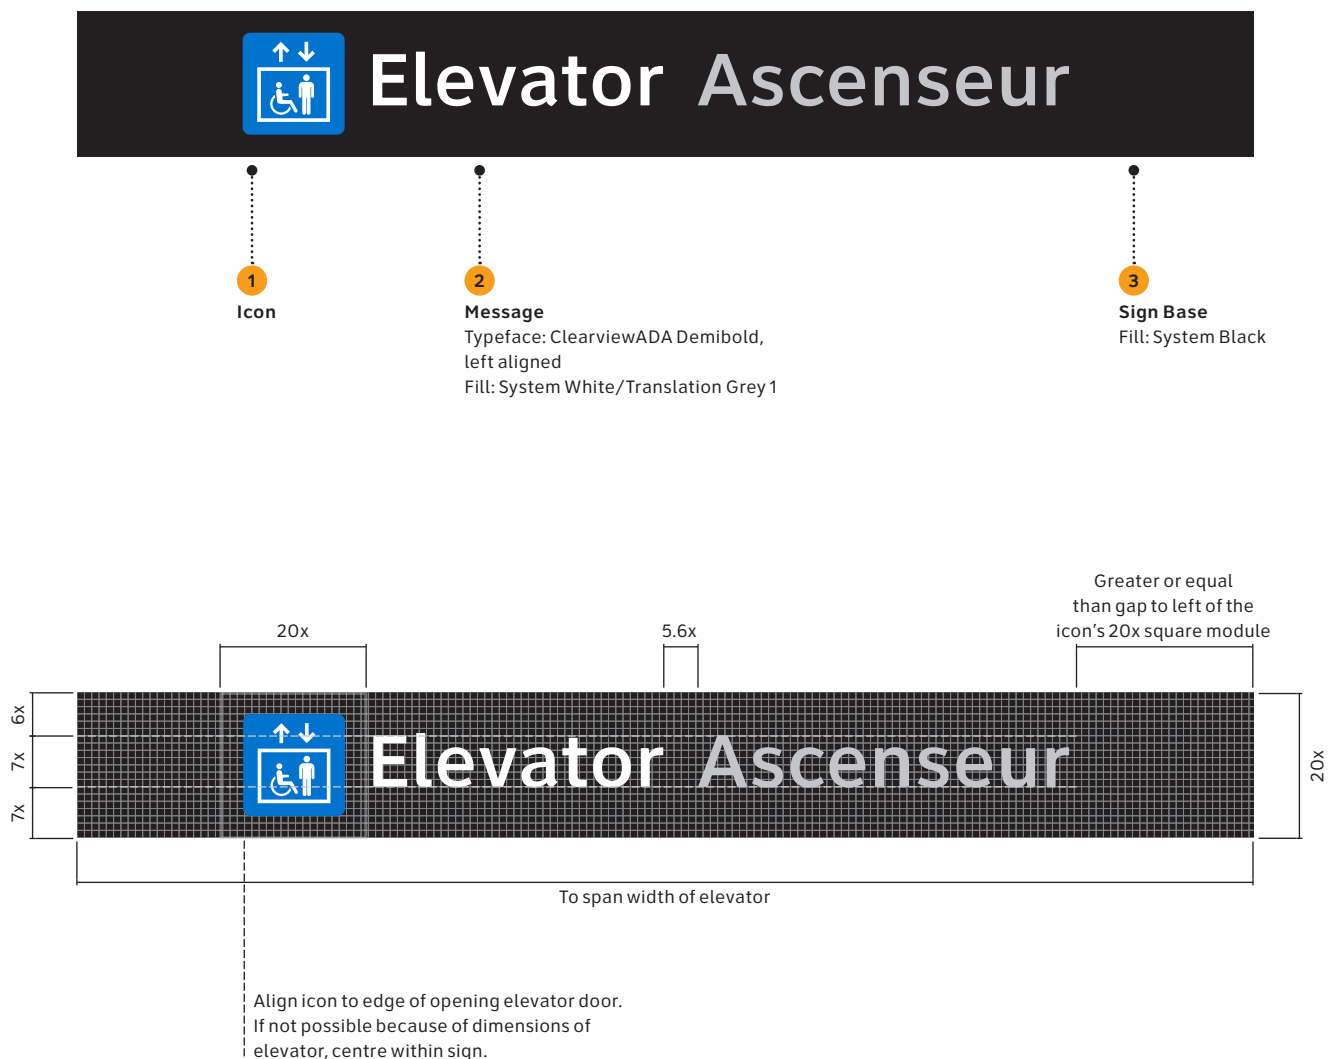 Elevator Ascenseur
1
Icon
2
Message
Typeface: ClearviewADA Demibold,
left aligned
Fill: System White/Translation Grey 1
3
Sign Base
Fill: System Black
Greater or equal
than gap to left of the
icon's 20x square module
20x
5.6x
6x
7x
7x
Elevator Ascenseur
20x
To span width of elevator
Align icon to edge of opening elevator door.
If not possible because of dimensions of
elevator, centre within sign.